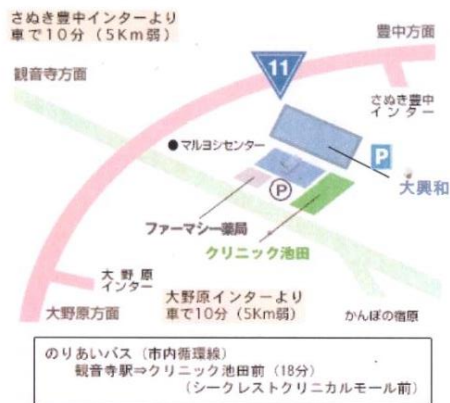 さぬき豊中インターより
車で10分（5Km弱）
豊中方面
観音寺方面
11
さぬき豊中
インター
●マルヨシセンター
P
P
大興和
ファーマシー薬局
クリニック池田
大野原
インター
大野原インターより
車で10分（5Km弱）
大野原方面
かんぽの宿原
のりあいバス（市内循環線）
観音寺駅⇒クリニック池田前（18分）
（シークレストクリニカルモール前）